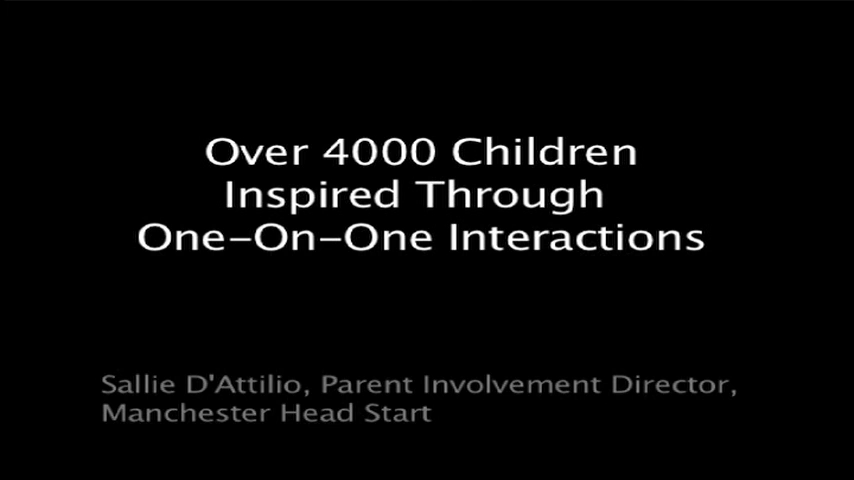 Over 4000 Children
Inspired Through
One-On-One Interactions
Sallie D'Attilio, Parent Involvement Director,
Manchester Head Start